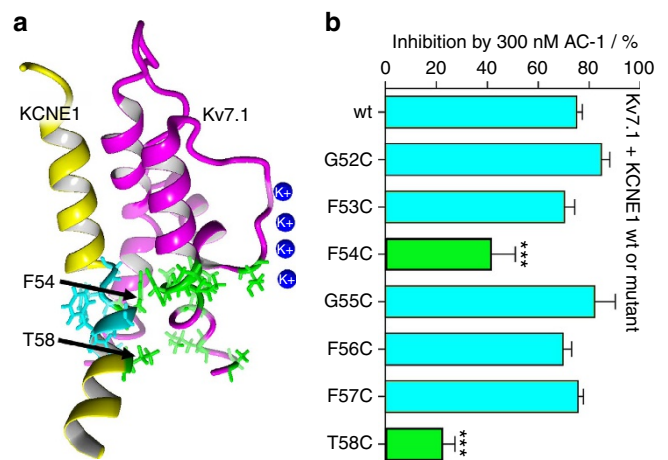 a
KCNE1
Kv7.1
K+
K+
K+
K+
F54
T58
b
Inhibition by 300 nM AC-1 / %
0 20 40 60 80 100
wt
G52C
F53C
F54C
***
G55C
F56C
F57C
T58C
***
Kv7.1 + KCNE1 wt or mutant